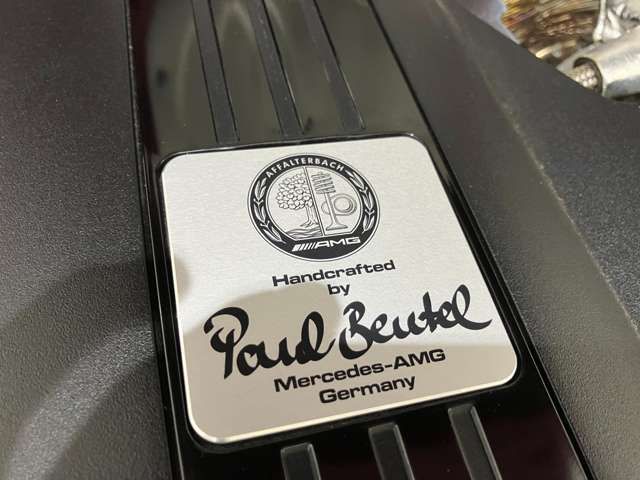 AFFALTERBACH
AMG
Handcrafted
by
Paul Beutel
Mercedes-AMG
Germany